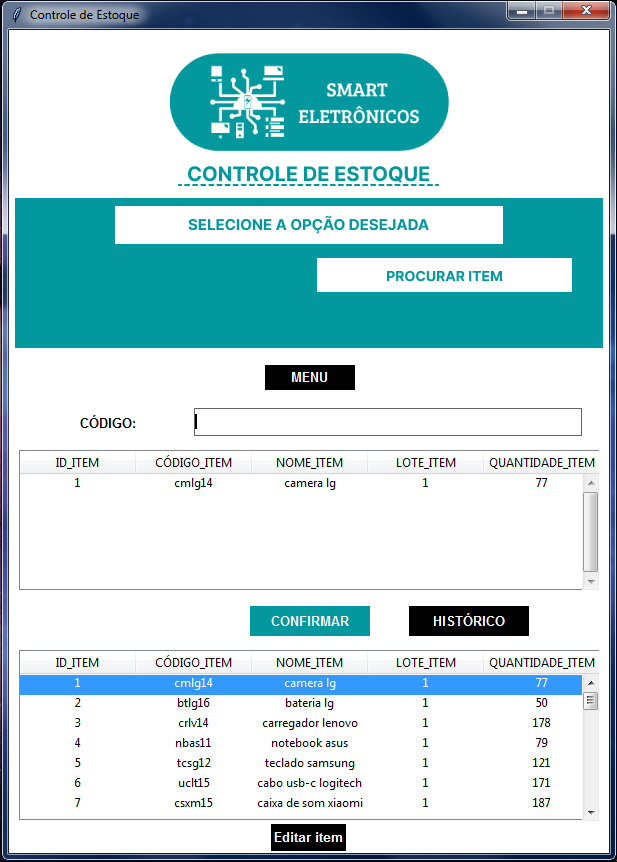 Controle de Estoque
SMART
ELETRÔNICOS
CONTROLE DE ESTOQUE
SELECIONE A OPÇÃO DESEJADA
PROCURAR ITEM
MENU
CÓDIGO:
ID_ITEM CÓDIGO_ITEM NOME_ITEM LOTE_ITEM QUANTIDADE_ITEM
1 cmlg14 camera lg 1 77
CONFIRMAR HISTÓRICO
ID_ITEM CÓDIGO_ITEM NOME_ITEM LOTE_ITEM QUANTIDADE_ITEM
1 cmlg14 camera lg 1 77
2 btlg16 bateria lg 1 50
3 crlv14 carregador lenovo 1 178
4 nbas11 notebook asus 1 79
5 tcsg12 teclado samsung 1 121
6 uclt15 cabo usb-c logitech 1 171
7 csxm15 caixa de som xiaomi 1 187
Editar item